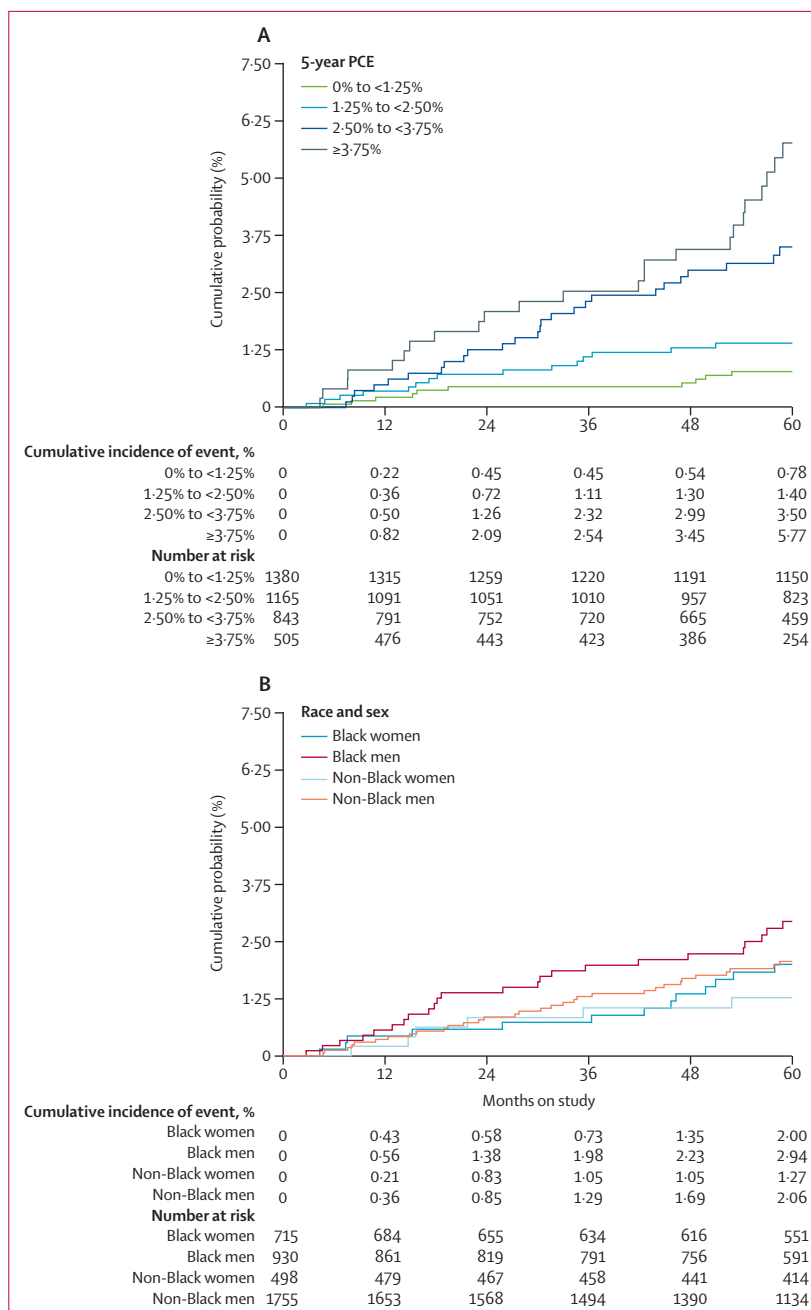 A
5-year PCE
0% to <1·25%
1·25% to <2·50%
2·50% to <3·75%
≥3·75%
Cumulative probability (%)
7·50
6·25
5·00
3·75
2·50
1·25
0
0 12 24 36 48 60
Cumulative incidence of event, %
0% to <1·25% 0 0·22 0·45 0·45 0·54 0·78
1·25% to <2·50% 0 0·36 0·72 1·11 1·30 1·40
2·50% to <3·75% 0 0·50 1·26 2·32 2·99 3·50
≥3·75% 0 0·82 2·09 2·54 3·45 5·77
Number at risk
0% to <1·25% 1380 1315 1259 1220 1191 1150
1·25% to <2·50% 1165 1091 1051 1010 957 823
2·50% to <3·75% 843 791 752 720 665 459
≥3·75% 505 476 443 423 386 254
B
Race and sex
Black women
Black men
Non-Black women
Non-Black men
Cumulative probability (%)
7·50
6·25
5·00
3·75
2·50
1·25
0
0 12 24 36 48 60
Months on study
Cumulative incidence of event, %
Black women 0 0·43 0·58 0·73 1·35 2·00
Black men 0 0·56 1·38 1·98 2·23 2·94
Non-Black women 0 0·21 0·83 1·05 1·05 1·27
Non-Black men 0 0·36 0·85 1·29 1·69 2·06
Number at risk
Black women 715 684 655 634 616 551
Black men 930 861 819 791 756 591
Non-Black women 498 479 467 458 441 414
Non-Black men 1755 1653 1568 1494 1390 1134